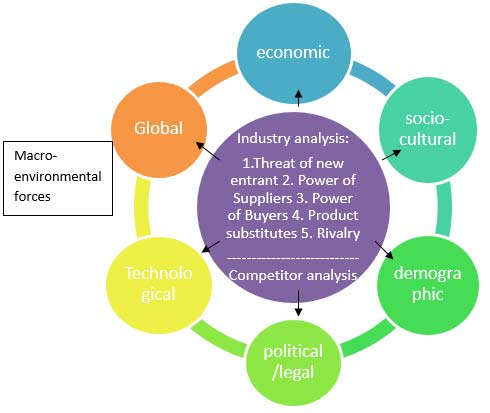 economic
socio-
cultural
demogra
phic
political
/legal
Technolo
gical
Global
Macro-
environmental
forces
Industry analysis:
1.Threat of new
entrant 2. Power of
Suppliers 3. Power
of Buyers 4. Product
substitutes 5. Rivalry
---------------------------
Competitor analysis